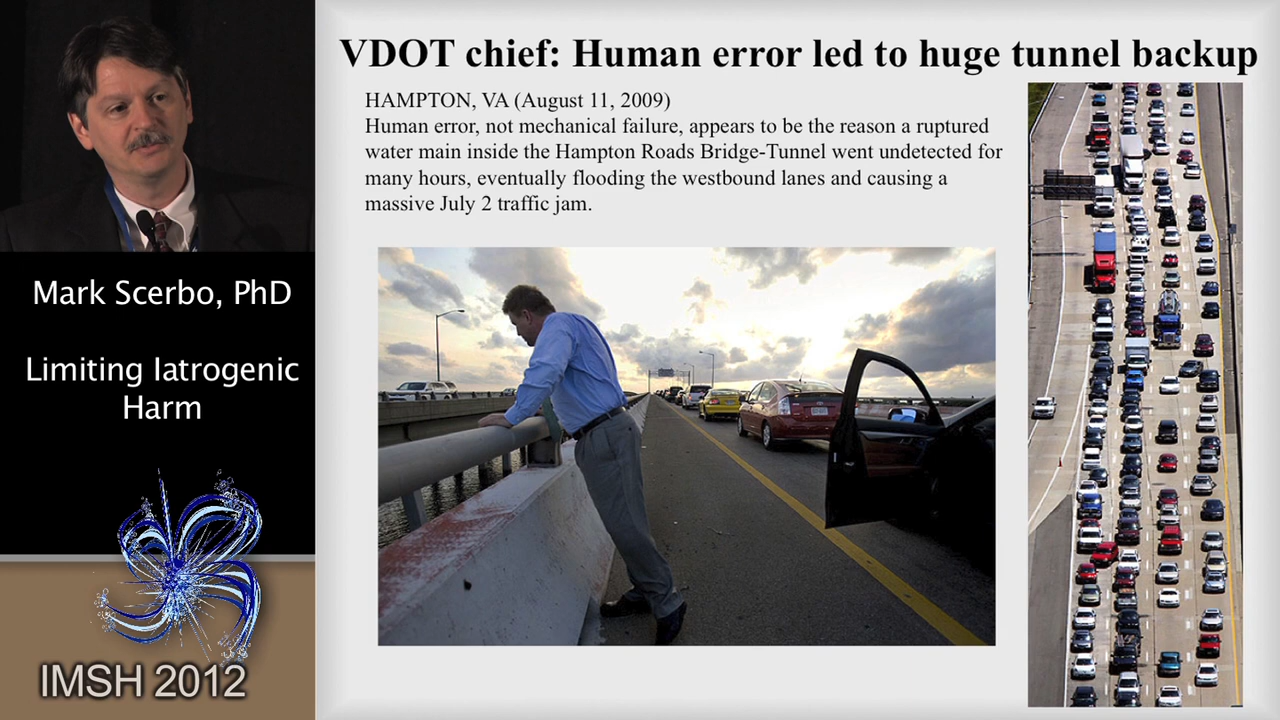 VDOT chief: Human error led to huge tunnel backup
HAMPTON, VA (August 11, 2009)
Human error, not mechanical failure, appears to be the reason a ruptured
water main inside the Hampton Roads Bridge-Tunnel went undetected for
many hours, eventually flooding the westbound lanes and causing a
massive July 2 traffic jam.
Mark Scerbo, PhD
Limiting Iatrogenic
Harm
IMSH 2012